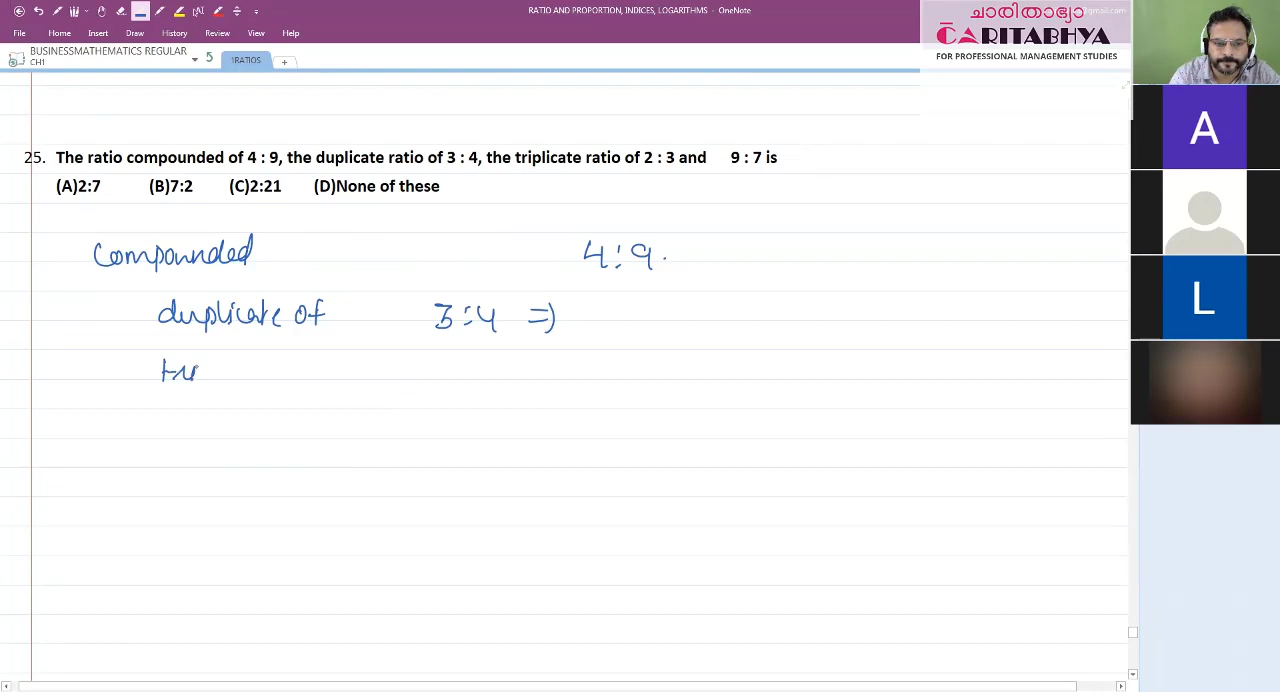 RATIO AND PROPORTION, INDICES, LOGARITHMS - OneNote
File Home Insert Draw History Review View Help
ചാരിതാഭ്യാ
@gmail.com
CARITABHYA
FOR PROFESSIONAL MANAGEMENT STUDIES
BUSINESSMATHEMATICS REGULAR
CH1
5
1RATIOS
25. The ratio compounded of 4 : 9, the duplicate ratio of 3 : 4, the triplicate ratio of 2 : 3 and 9 : 7 is
(A)2:7 (B)7:2 (C)2:21 (D)None of these
compounded 4:9.
duplicate of 3:4 =)
A
L